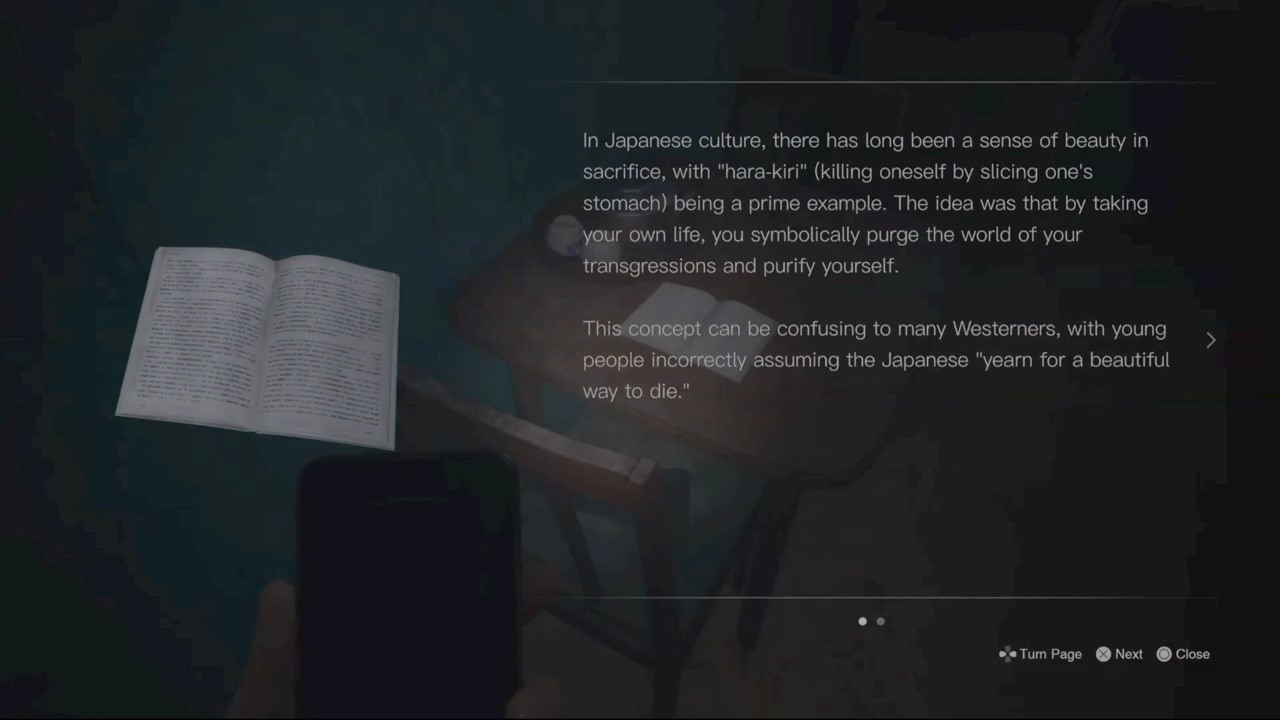 In Japanese culture, there has long been a sense of beauty in
sacrifice, with "hara-kiri" (killing oneself by slicing one's
stomach) being a prime example. The idea was that by taking
your own life, you symbolically purge the world of your
transgressions and purify yourself.
This concept can be confusing to many Westerners, with young
people incorrectly assuming the Japanese "yearn for a beautiful
way to die."
Turn Page Next Close